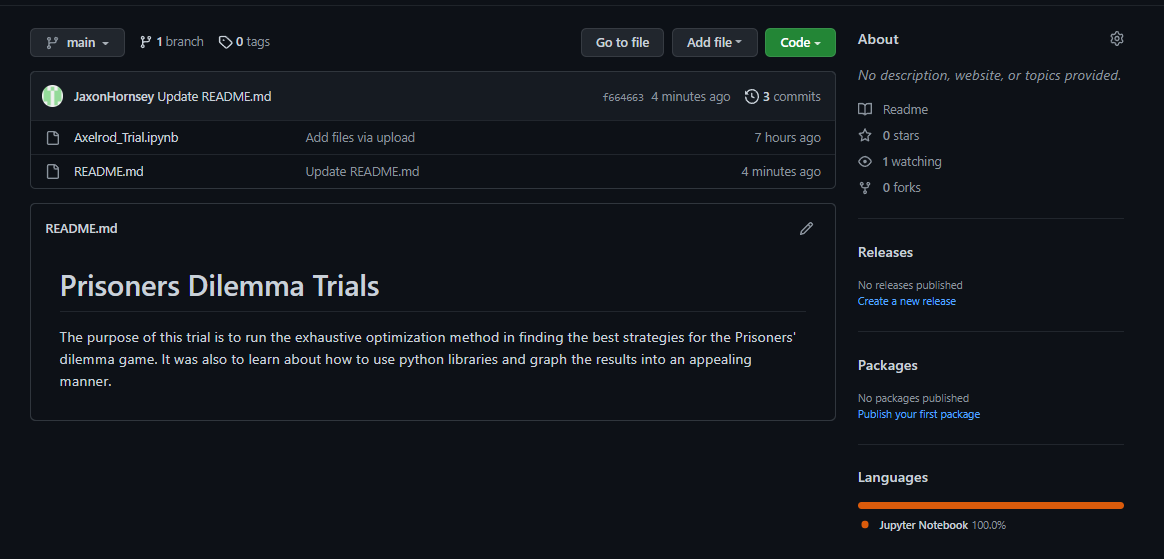 main
1 branch
0 tags
Go to file
Add file
Code
JaxonHornsey Update README.md
f664663 4 minutes ago
3 commits
Axelrod_Trial.ipynb
Add files via upload
7 hours ago
README.md
Update README.md
4 minutes ago
README.md
Prisoners Dilemma Trials
The purpose of this trial is to run the exhaustive optimization method in finding the best strategies for the Prisoners'
dilemma game. It was also to learn about how to use python libraries and graph the results into an appealing
manner.
About
No description, website, or topics provided.
Readme
0 stars
1 watching
0 forks
Releases
No releases published
Create a new release
Packages
No packages published
Publish your first package
Languages
Jupyter Notebook 100.0%